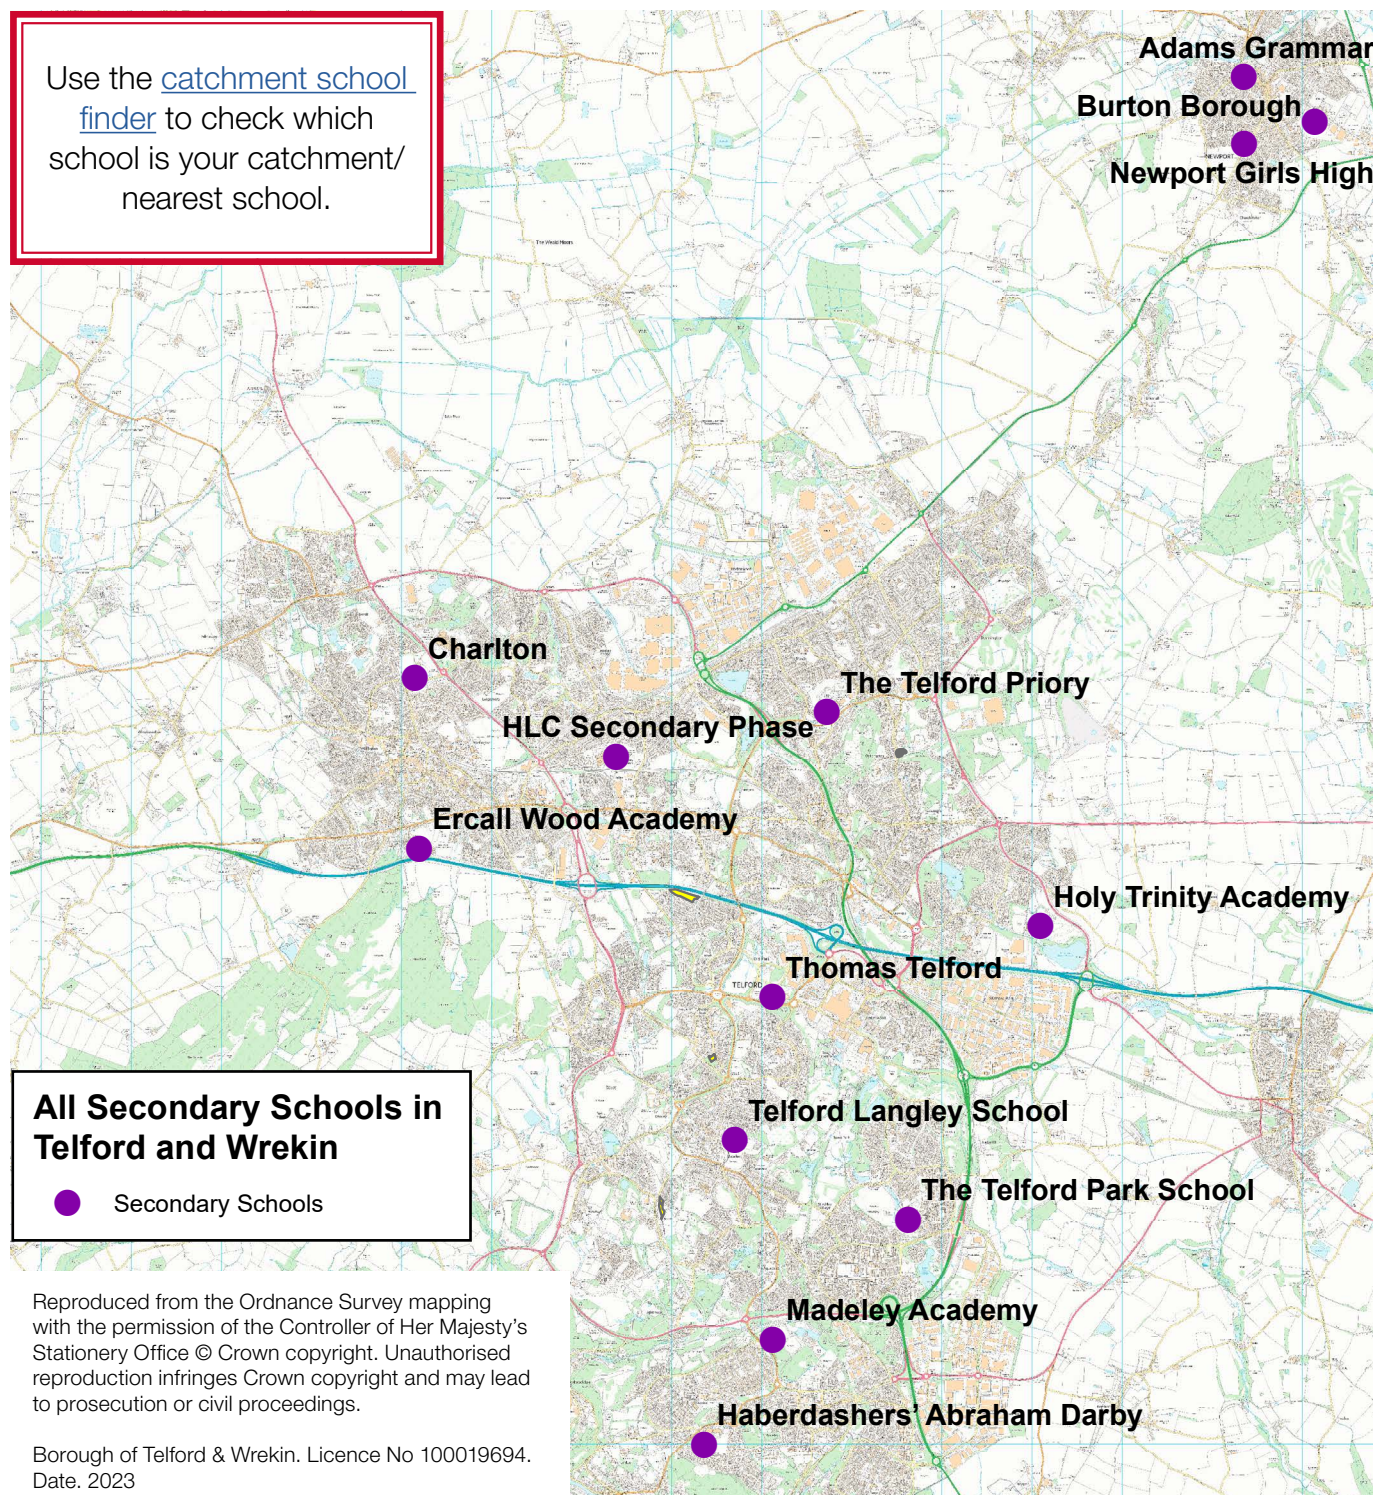 Use the catchment school
finder to check which
school is your catchment/
nearest school.
Adams Grammar
Burton Borough
NEWPORT
Newport Girls High
The Weald Moors
Charlton
The Telford Priory
HLC Secondary Phase
Ercall Wood Academy
Holy Trinity Academy
Thomas Telford
TELFORD
Telford Langley School
The Telford Park School
Madeley Academy
Haberdashers’ Abraham Darby
All Secondary Schools in
Telford and Wrekin
Secondary Schools
Reproduced from the Ordnance Survey mapping
with the permission of the Controller of Her Majesty’s
Stationery Office © Crown copyright. Unauthorised
reproduction infringes Crown copyright and may lead
to prosecution or civil proceedings.
Borough of Telford & Wrekin. Licence No 100019694.
Date. 2023